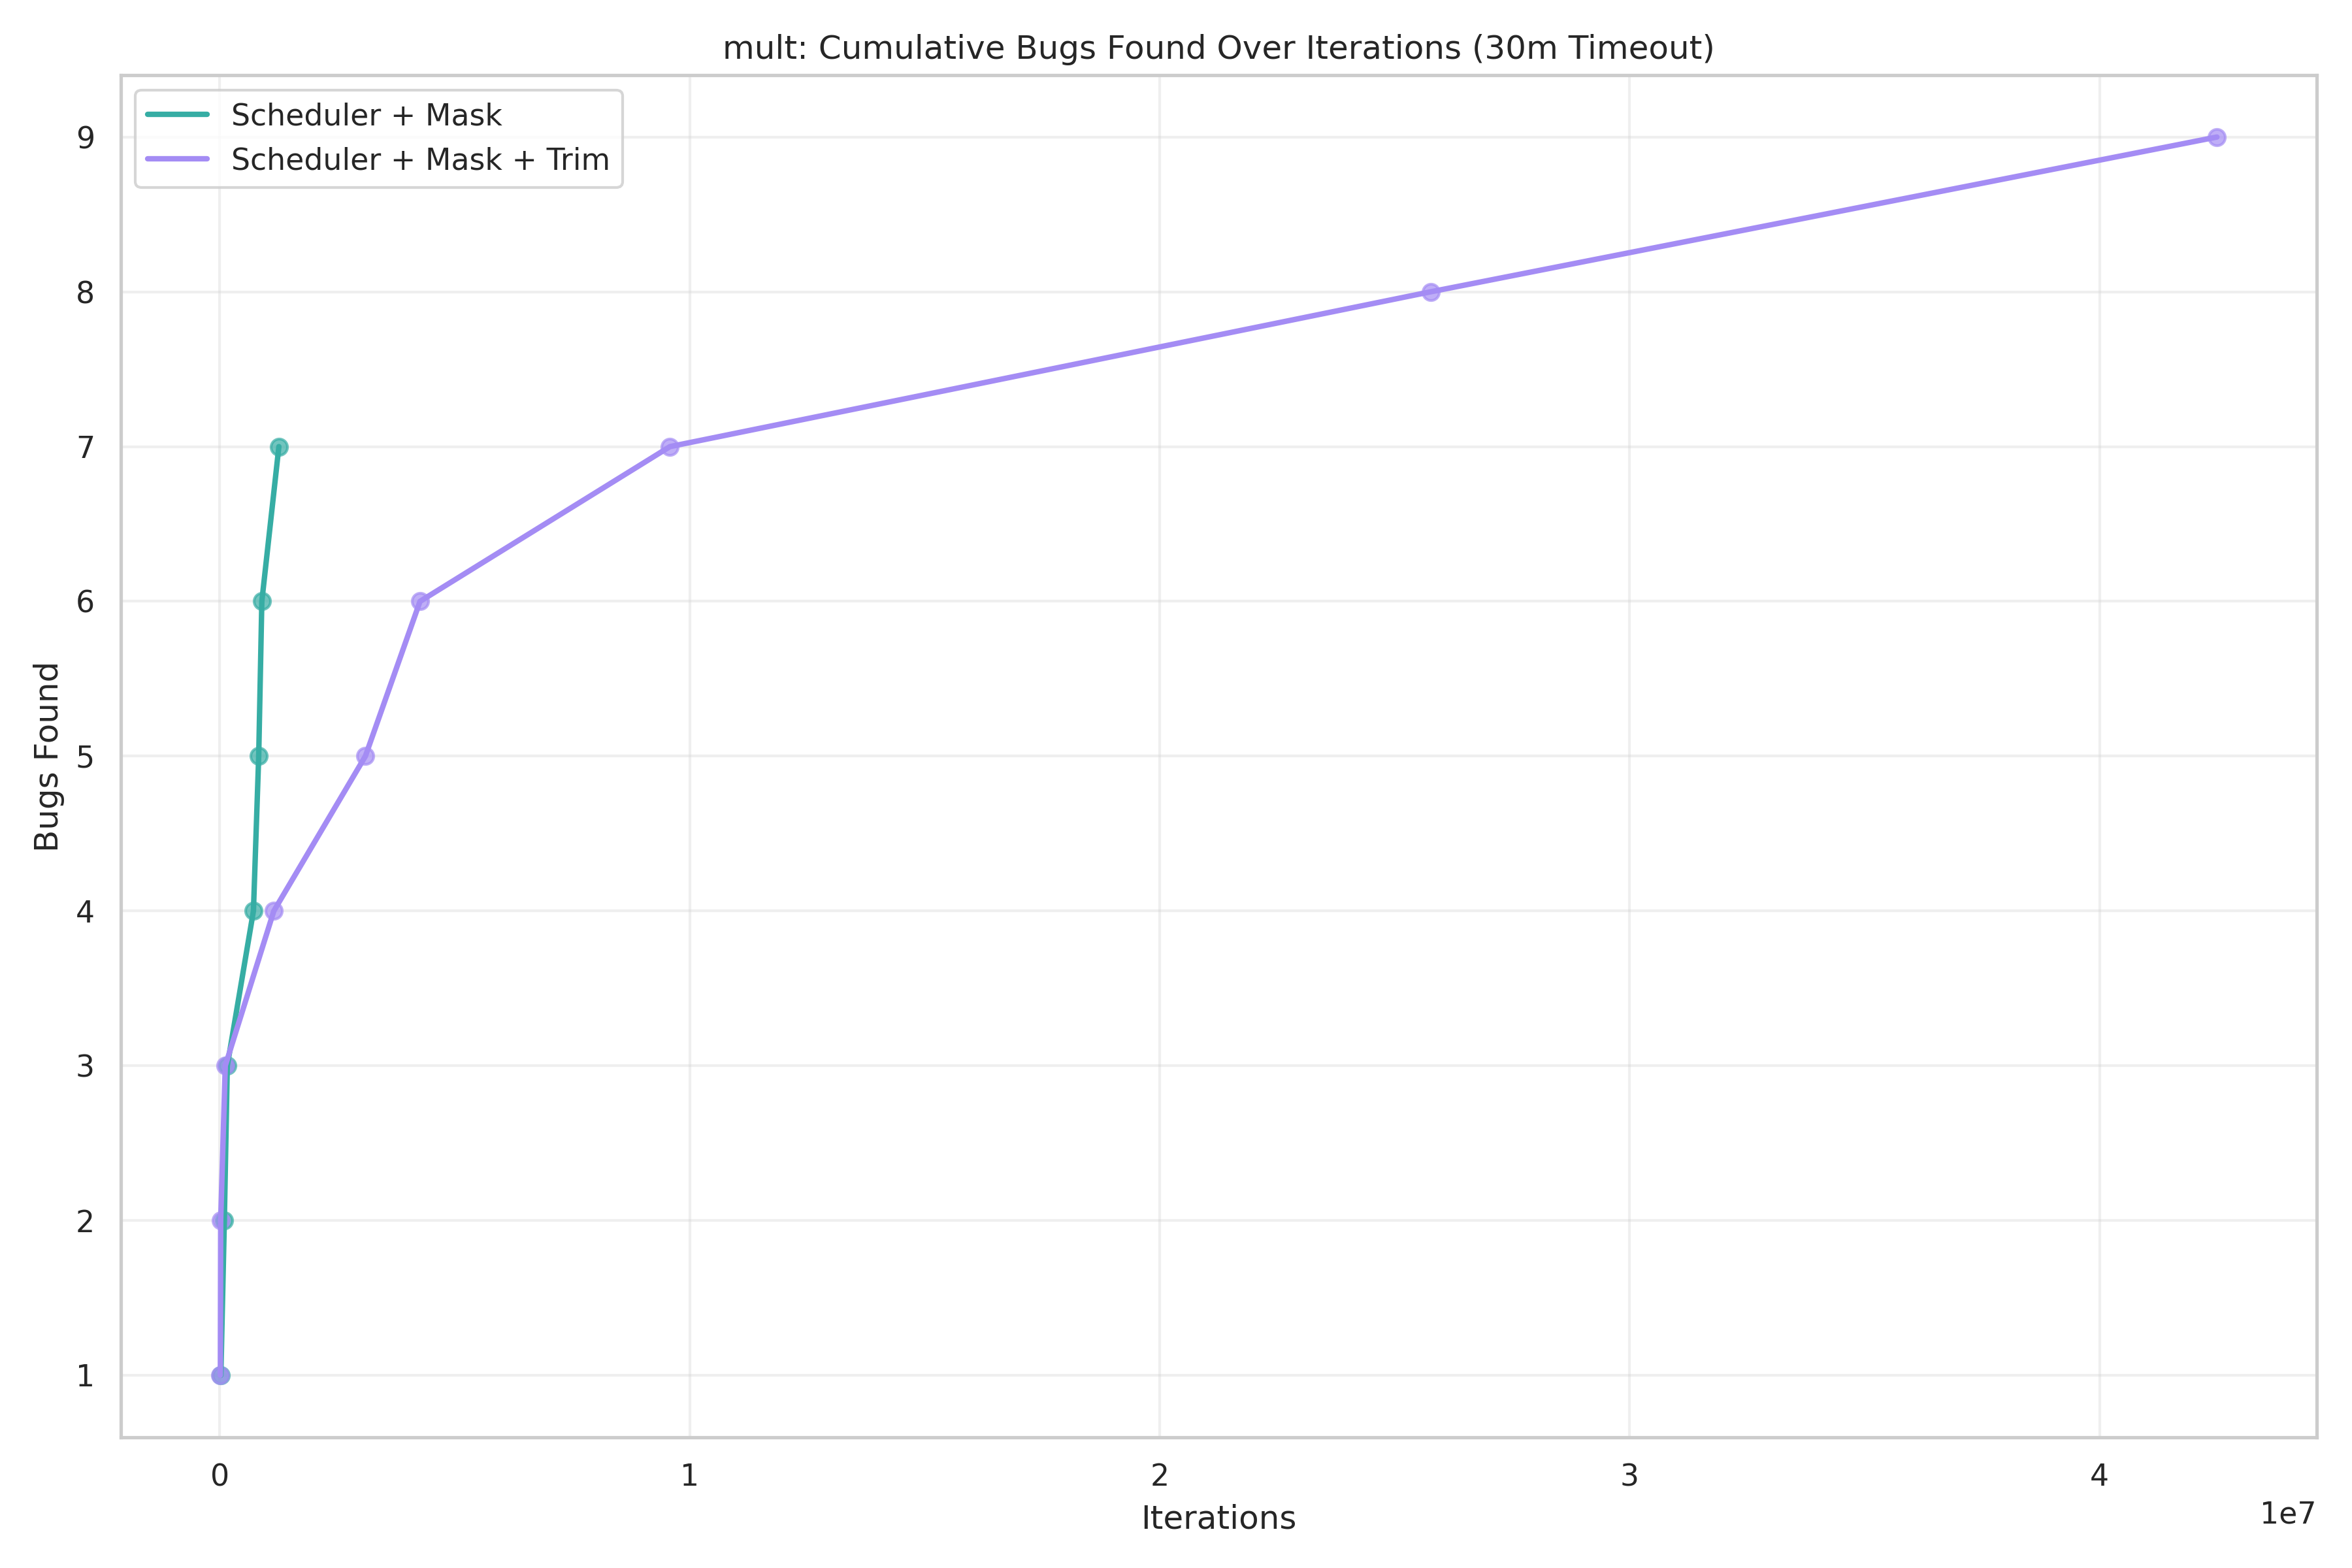 mult: Cumulative Bugs Found Over Iterations (30m Timeout)
Scheduler + Mask
Scheduler + Mask + Trim
Bugs Found
9
8
7
6
5
4
3
2
1
0 1 2 3 4
1e7
Iterations